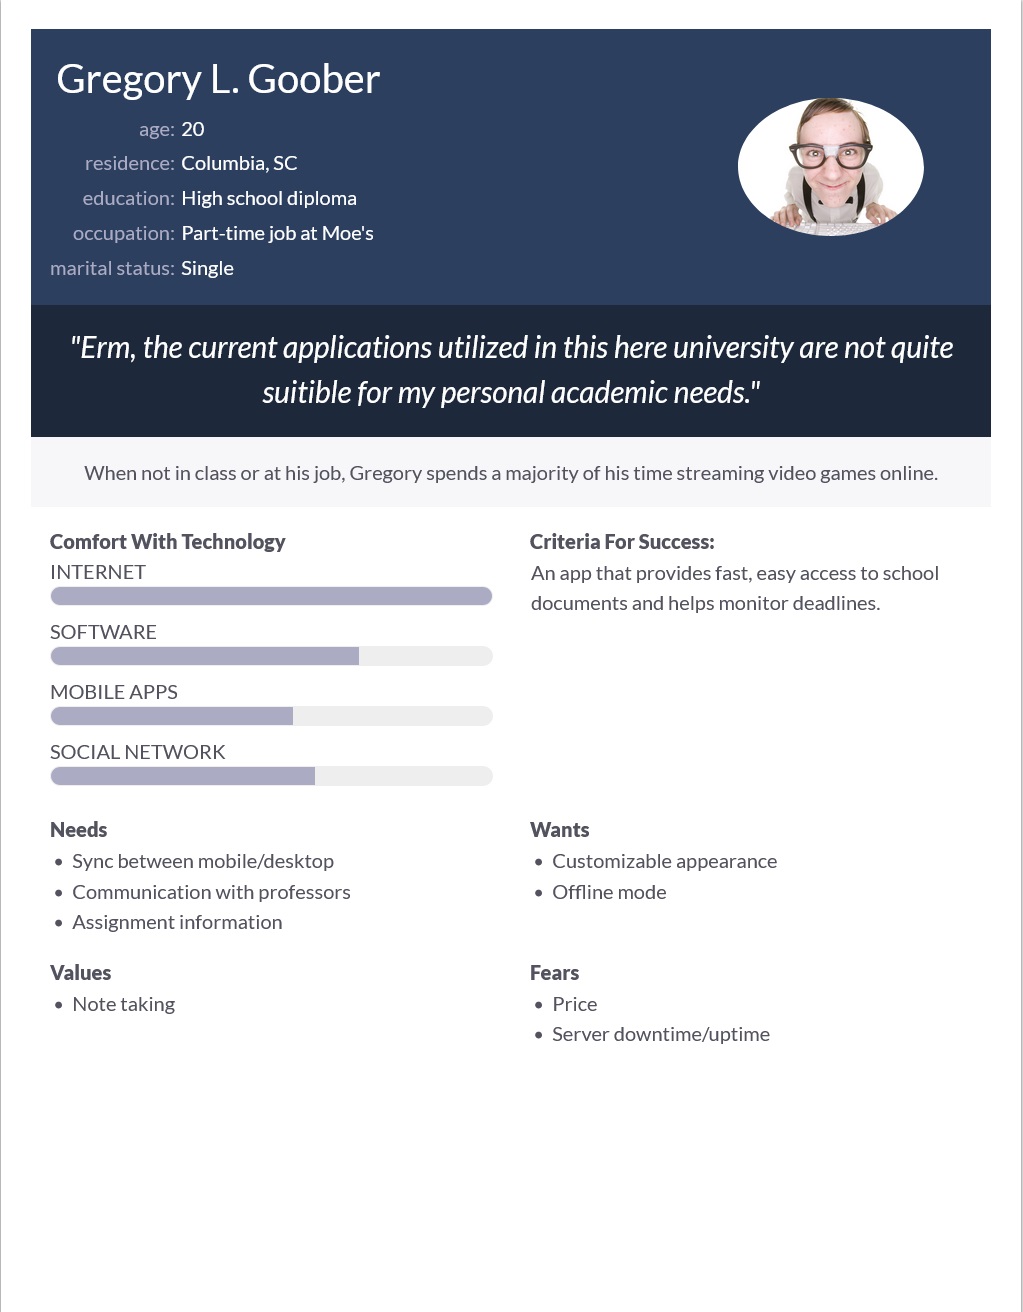 Gregory L. Goober
age: 20
residence: Columbia, SC
education: High school diploma
occupation: Part-time job at Moe's
marital status: Single
"Erm, the current applications utilized in this here university are not quite
suitible for my personal academic needs."
When not in class or at his job, Gregory spends a majority of his time streaming video games online.
Comfort With Technology
INTERNET
SOFTWARE
MOBILE APPS
SOCIAL NETWORK
Criteria For Success:
An app that provides fast, easy access to school
documents and helps monitor deadlines.
Needs
• Sync between mobile/desktop
• Communication with professors
• Assignment information
Wants
• Customizable appearance
• Offline mode
Values
• Note taking
Fears
• Price
• Server downtime/uptime